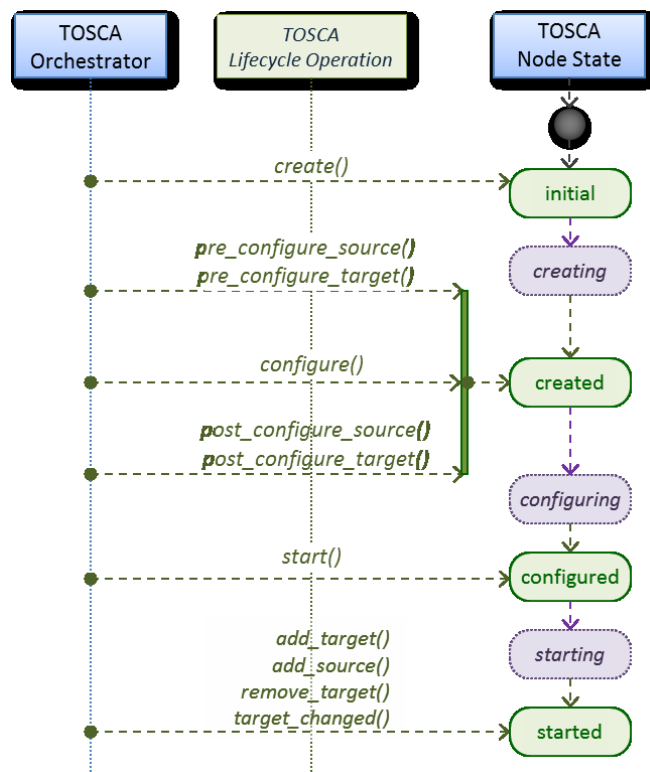 TOSCA
Orchestrator
TOSCA
Lifecycle Operation
TOSCA
Node State
create()
initial
pre_configure_source()
pre_configure_target()
creating
configure()
created
post_configure_source()
post_configure_target()
configuring
start()
configured
add_target()
add_source()
remove_target()
target_changed()
starting
started